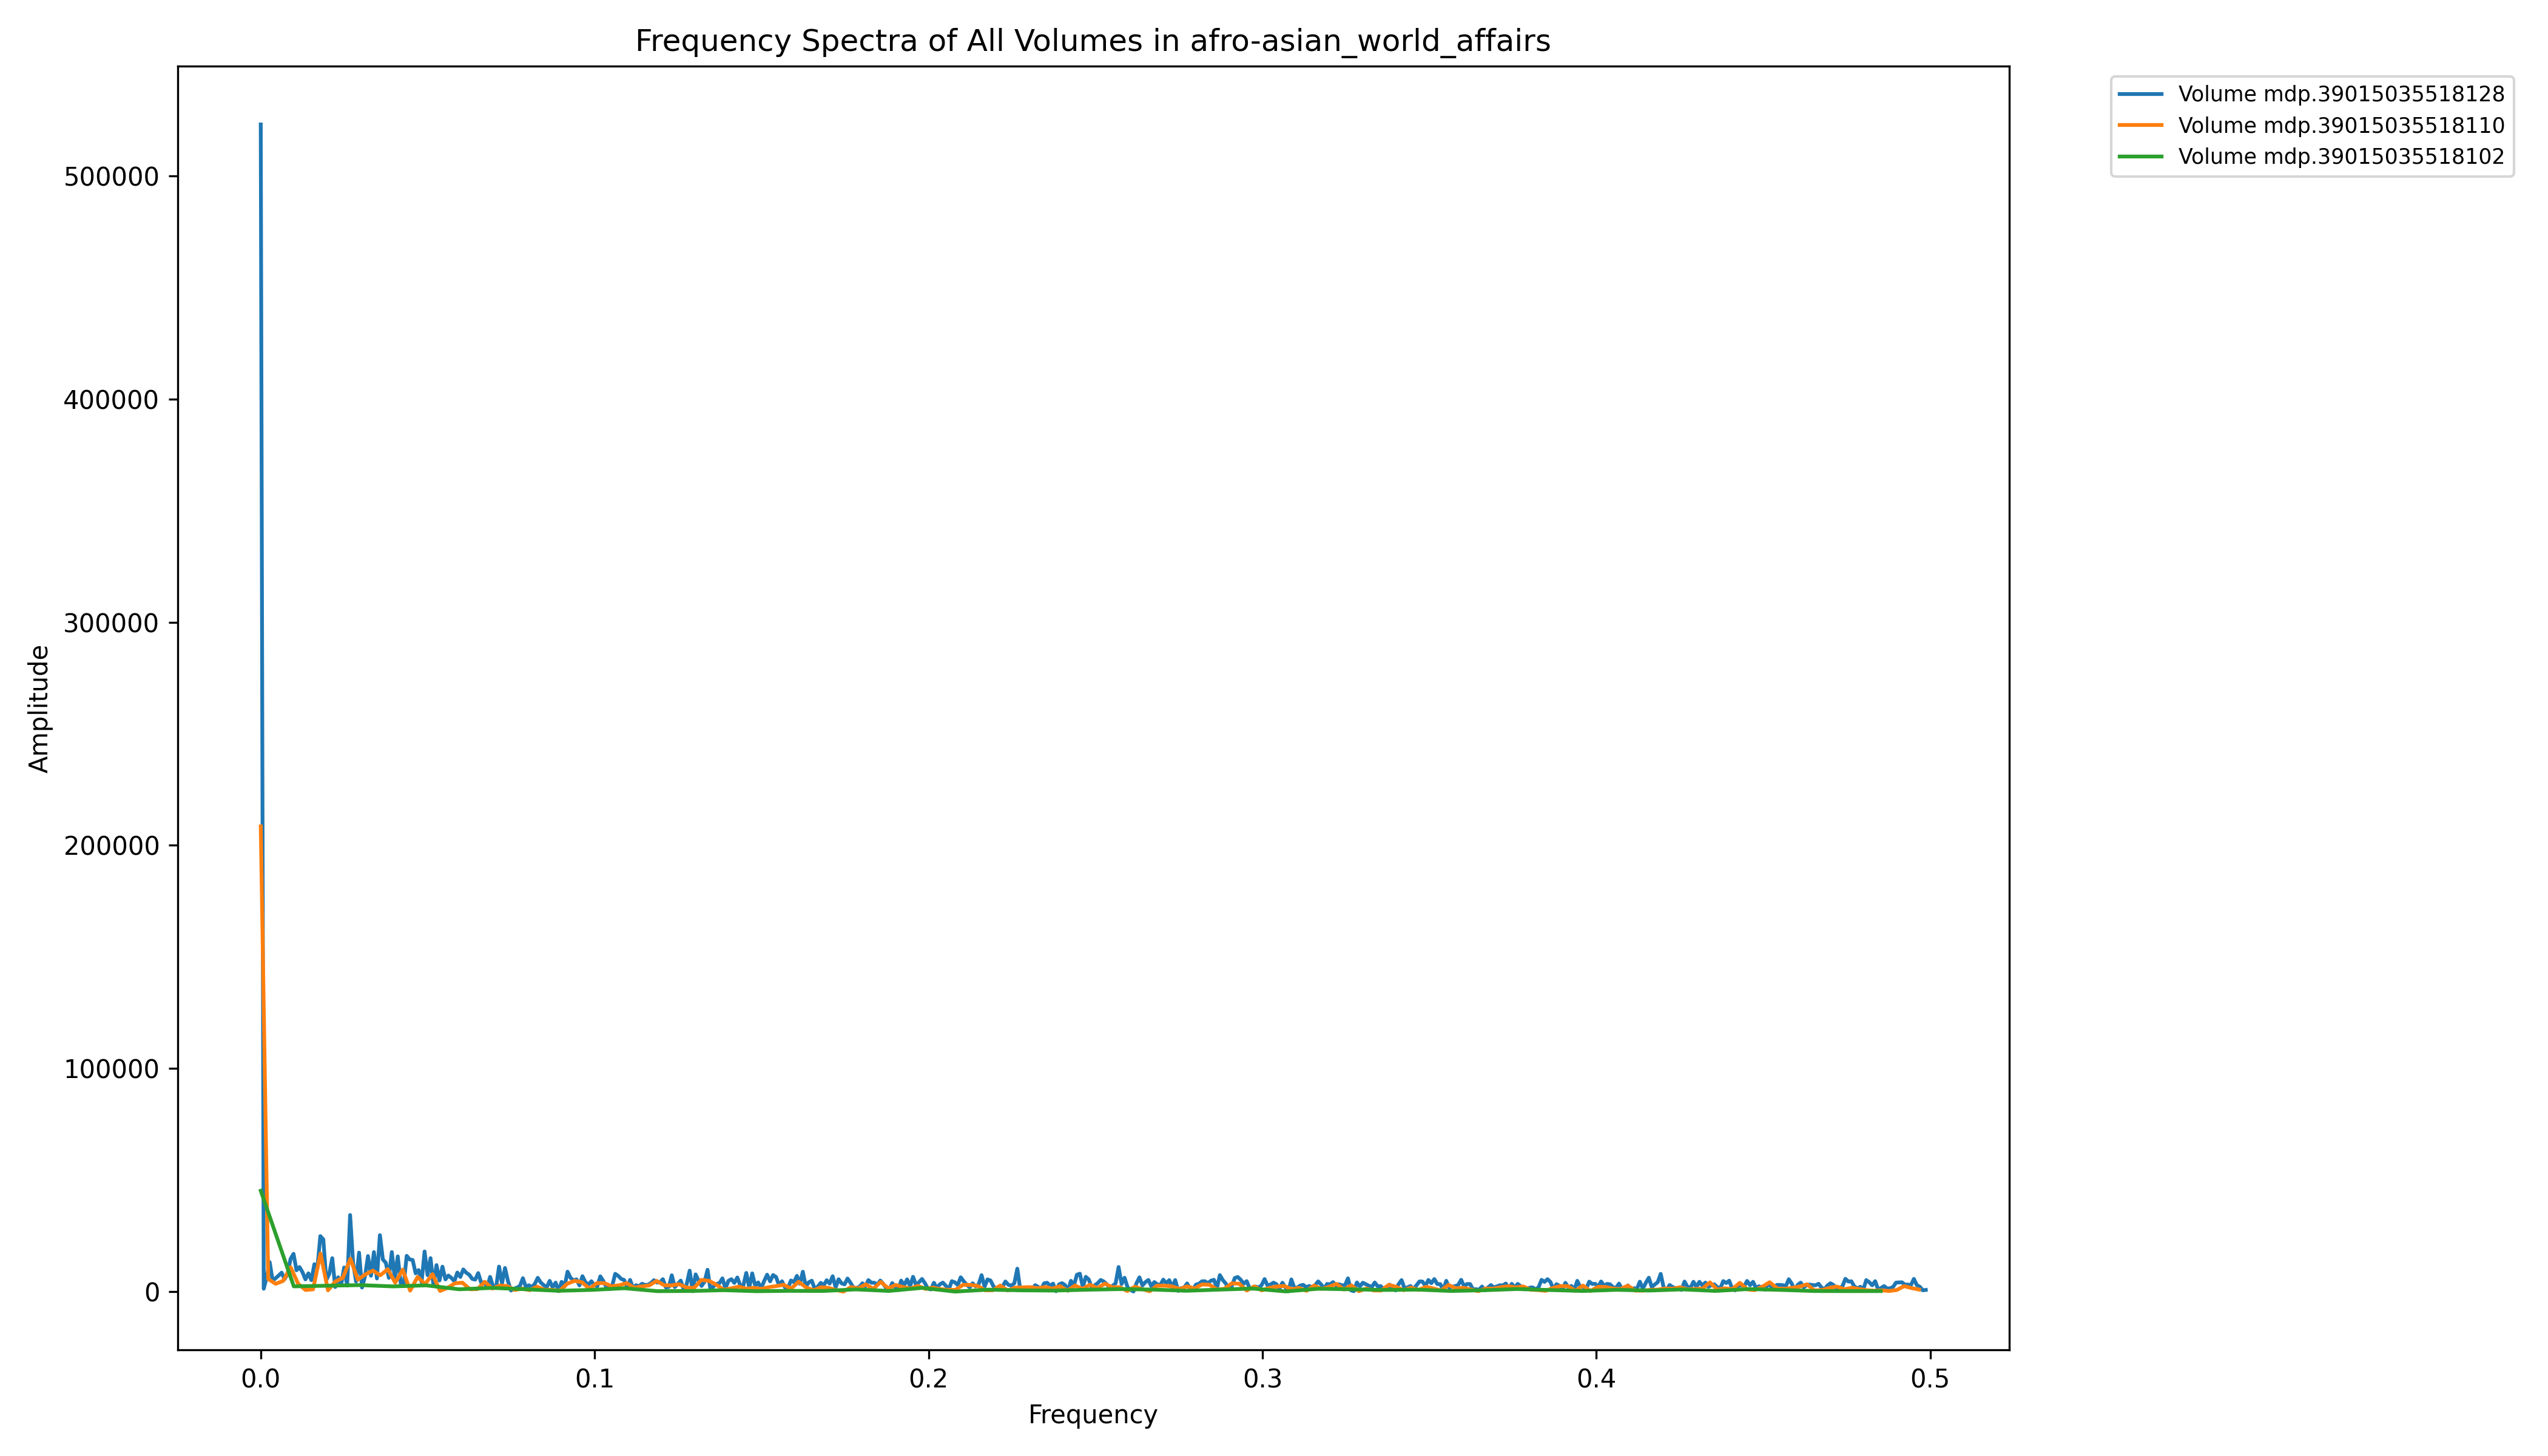 Frequency Spectra of All Volumes in afro-asian_world_affairs
Volume mdp.39015035518128
Volume mdp.39015035518110
Volume mdp.39015035518102
500000
400000
300000
200000
100000
0
Amplitude
0.0 0.1 0.2 0.3 0.4 0.5
Frequency